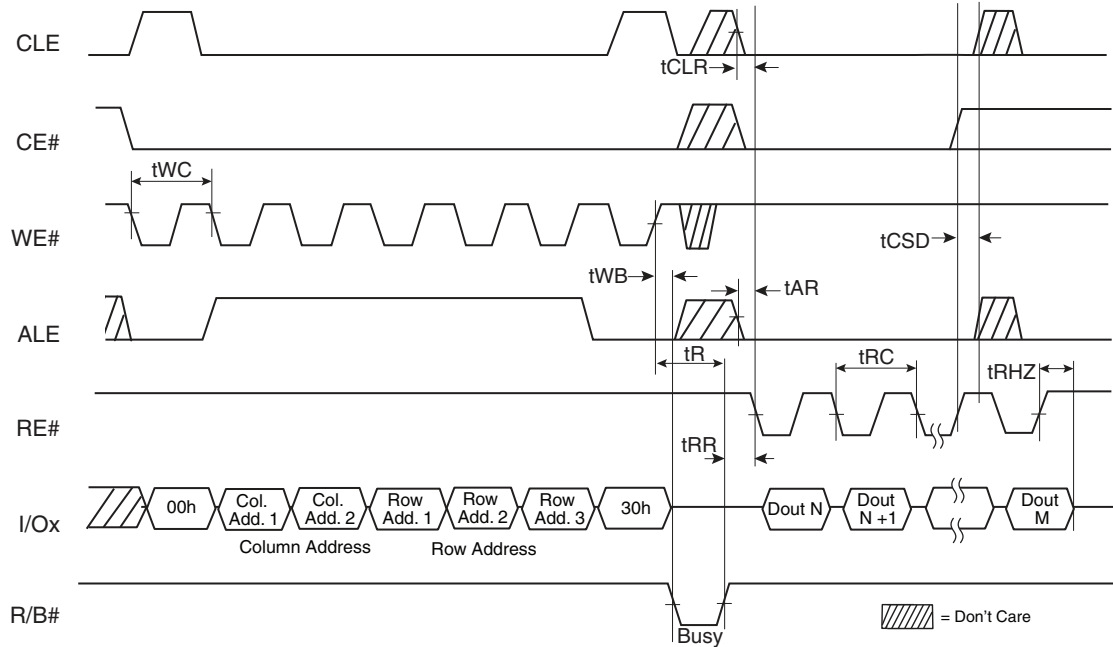 CLE
tCLR
CE#
tWC
WE#
tCSD
tWB
tAR
ALE
tR
tRC
tRHZ
RE#
tRR
I/Ox
00h
Col.
Add. 1
Col.
Add. 2
Row
Add. 1
Row
Add. 2
Row
Add. 3
30h
Dout N
Dout
N +1
Dout
M
Column Address
Row Address
R/B#
Busy
= Don't Care